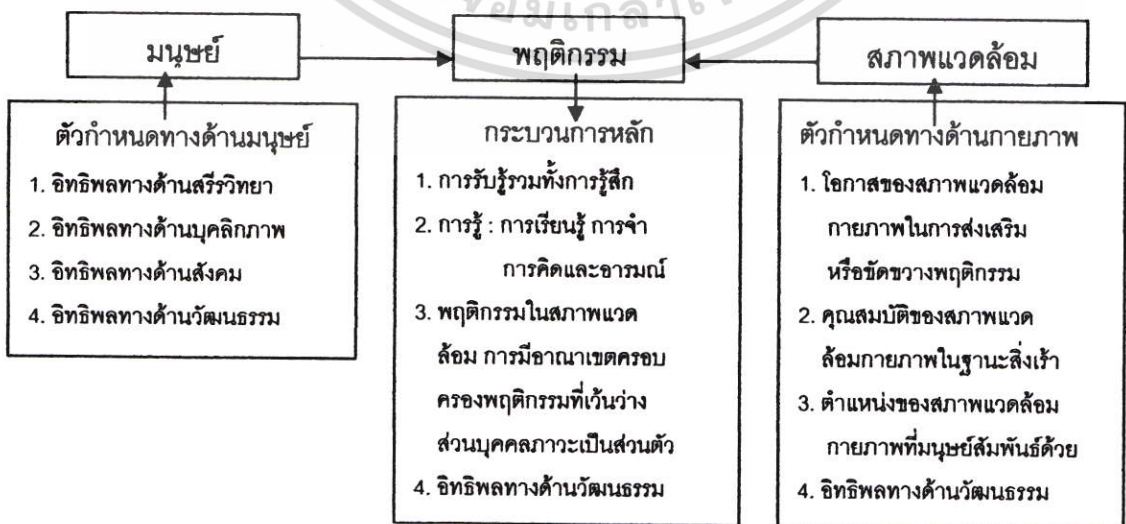 จอมเกล้า
มนุษย์
พฤติกรรม
สภาพแวดล้อม
ตัวกำหนดทางด้านมนุษย์
1. อิทธิพลทางด้านสรีรวิทยา
2. อิทธิพลทางด้านบุคลิกภาพ
3. อิทธิพลทางด้านสังคม
4. อิทธิพลทางด้านวัฒนธรรม
กระบวนการหลัก
1. การรับรู้รวมทั้งการรู้สึก
2. การรู้ : การเรียนรู้ การจำ
การคิดและอารมณ์
3. พฤติกรรมในสภาพแวด
ล้อม การมีอาณาเขตครอบ
ครองพฤติกรรมที่เว้นว่าง
ส่วนบุคคลภาวะเป็นส่วนตัว
4. อิทธิพลทางด้านวัฒนธรรม
ตัวกำหนดทางด้านกายภาพ
1. โอกาสของสภาพแวดล้อม
กายภาพในการส่งเสริม
หรือขัดขวางพฤติกรรม
2. คุณสมบัติของสภาพแวด
ล้อมกายภาพในฐานะสิ่งเร้า
3. ตำแหน่งของสภาพแวดล้อม
กายภาพที่มนุษย์สัมพันธ์ด้วย
4. อิทธิพลทางด้านวัฒนธรรม